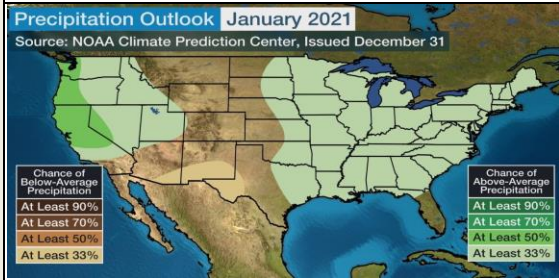 Precipitation Outlook January 2021
Source: NOAA Climate Prediction Center, Issued December 31
Chance of
Below-Average
Precipitation
At Least 90%
At Least 70%
At Least 50%
At Least 33%
Chance of
Above-Average
Precipitation
At Least 90%
At Least 70%
At Least 50%
At Least 33%